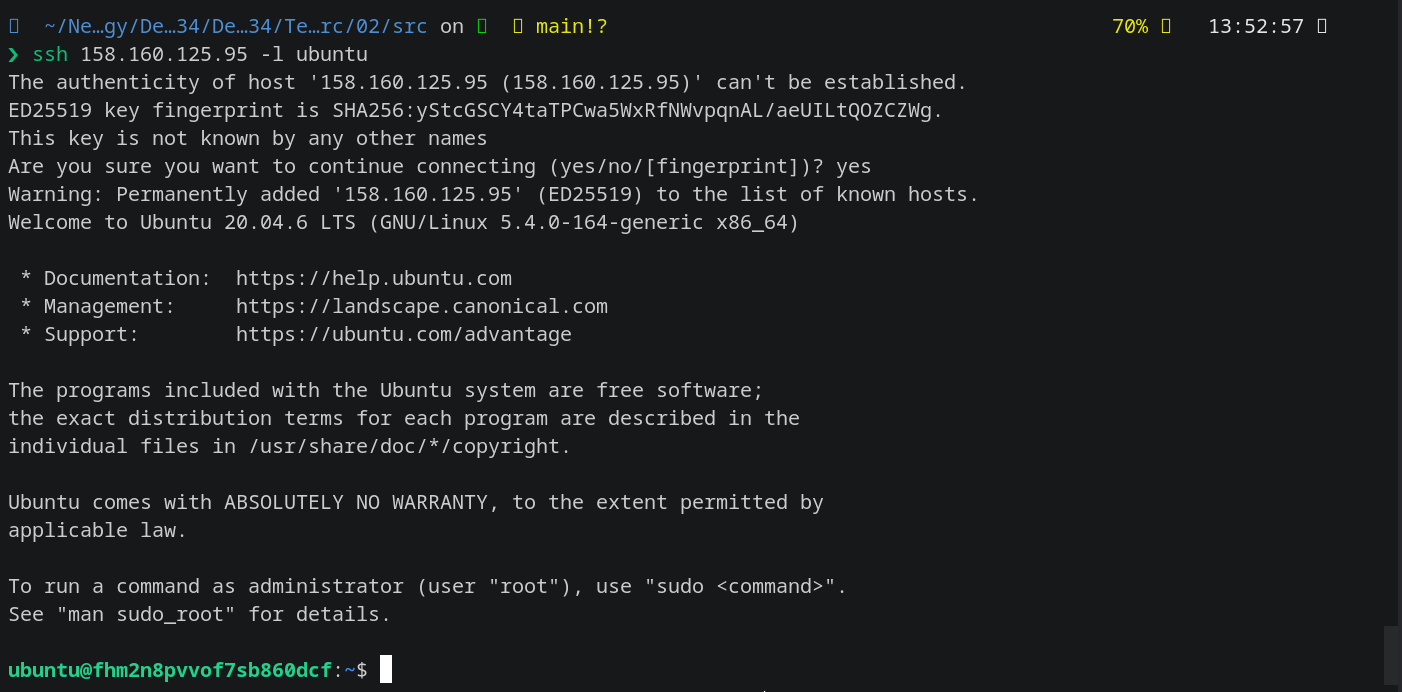 ~/Ne…gy/De…34/De…34/Te…rc/02/src on main!? 70% 13:52:57
❯ ssh 158.160.125.95 -l ubuntu
The authenticity of host '158.160.125.95 (158.160.125.95)' can't be established.
ED25519 key fingerprint is SHA256:yStcGSCY4taTPCwa5WxRfNWvpqnAL/aeUILtQOZCZWg.
This key is not known by any other names
Are you sure you want to continue connecting (yes/no/[fingerprint])? yes
Warning: Permanently added '158.160.125.95' (ED25519) to the list of known hosts.
Welcome to Ubuntu 20.04.6 LTS (GNU/Linux 5.4.0-164-generic x86_64)

 * Documentation:  https://help.ubuntu.com
 * Management:     https://landscape.canonical.com
 * Support:        https://ubuntu.com/advantage

The programs included with the Ubuntu system are free software;
the exact distribution terms for each program are described in the
individual files in /usr/share/doc/*/copyright.

Ubuntu comes with ABSOLUTELY NO WARRANTY, to the extent permitted by
applicable law.

To run a command as administrator (user "root"), use "sudo <command>".
See "man sudo_root" for details.

ubuntu@fhm2n8pvvof7sb860dcf:~$